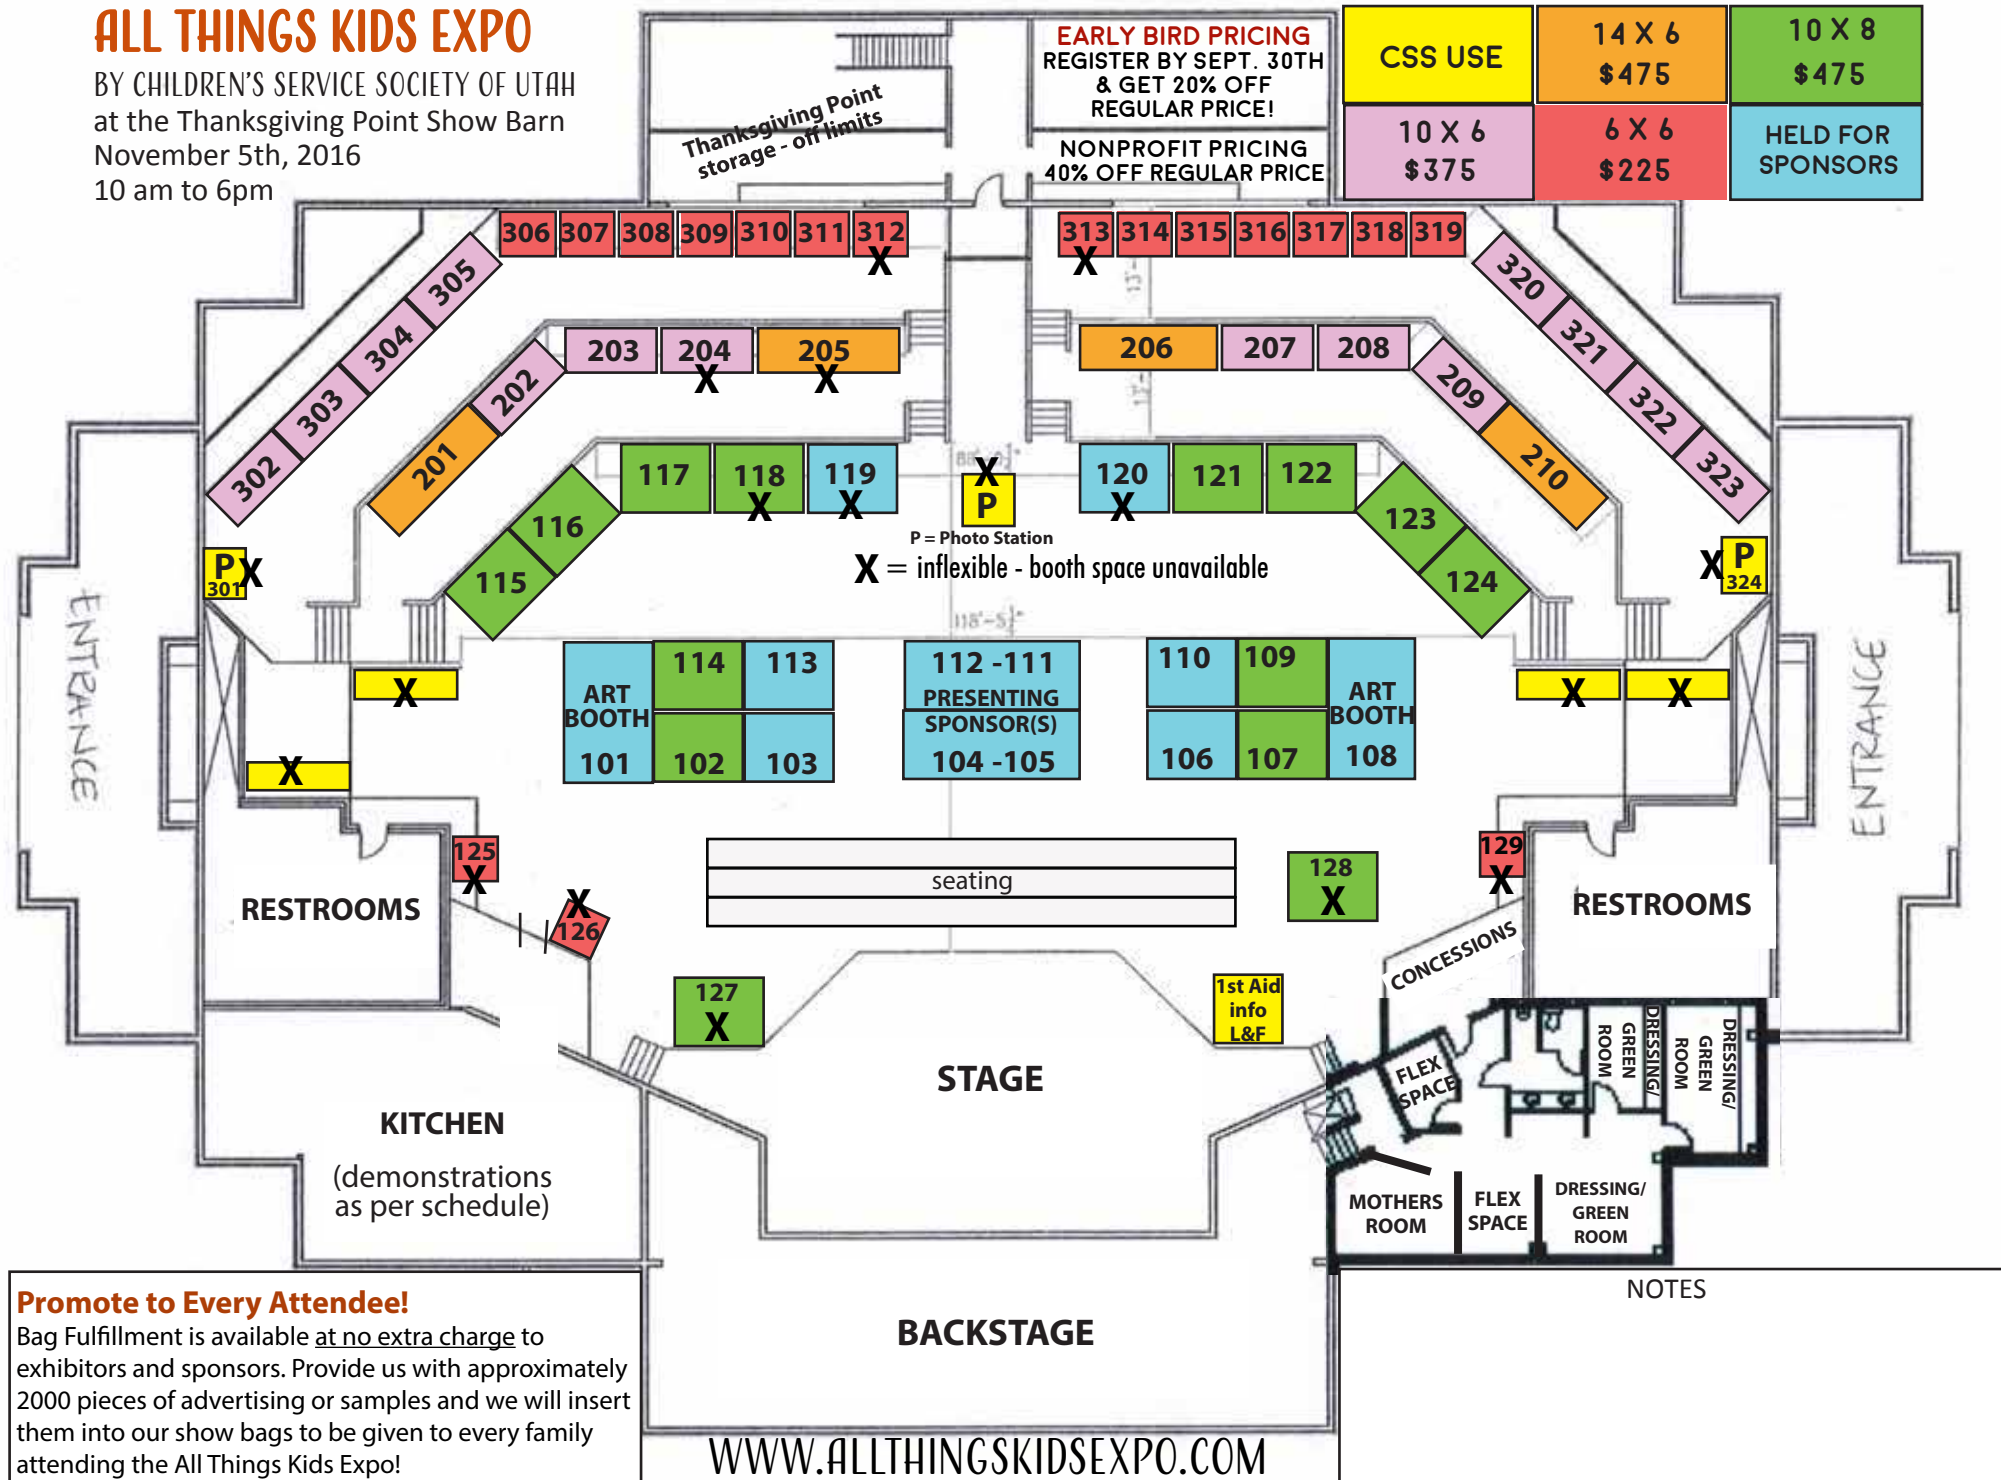 ALL THINGS KIDS EXPO
BY CHILDREN'S SERVICE SOCIETY OF UTAH
at the Thanksgiving Point Show Barn
November 5th, 2016
10 am to 6pm
Thanksgiving Point
storage - off limits
EARLY BIRD PRICING
REGISTER BY SEPT. 30TH
& GET 20% OFF
REGULAR PRICE!
NONPROFIT PRICING
40% OFF REGULAR PRICE
CSS USE
14 X 6
$475
10 X 8
$475
10 X 6
$375
6 X 6
$225
HELD FOR
SPONSORS
306 307 308 309 310 311 312
X
313 314 315 316 317 318 319
X
302 303 304 305
320 321 322 323
201 202 203 204 205
X X
206 207 208 209 210
13'-
12'-
115 116 117 118 119
X X
X
P
P = Photo Station
120 121 122 123 124
X
X = inflexible - booth space unavailable
P X
301
X P
324
118'-5½"
ENTRANCE
ENTRANCE
X
X
X X
ART
BOOTH
101
114 113
102 103
112 -111
PRESENTING
SPONSOR(S)
104 -105
110 109
106 107
ART
BOOTH
108
125
X
X
126
seating
128
X
129
X
RESTROOMS
RESTROOMS
CONCESSIONS
127
X
1st Aid
info
L&F
STAGE
KITCHEN
(demonstrations
as per schedule)
FLEX
SPACE
DRESSING/
GREEN
ROOM
DRESSING/
GREEN
ROOM
MOTHERS
ROOM
FLEX
SPACE
DRESSING/
GREEN
ROOM
BACKSTAGE
Promote to Every Attendee!
Bag Fulfillment is available at no extra charge to
exhibitors and sponsors. Provide us with approximately
2000 pieces of advertising or samples and we will insert
them into our show bags to be given to every family
attending the All Things Kids Expo!
WWW.ALLTHINGSKIDSEXPO.COM
NOTES